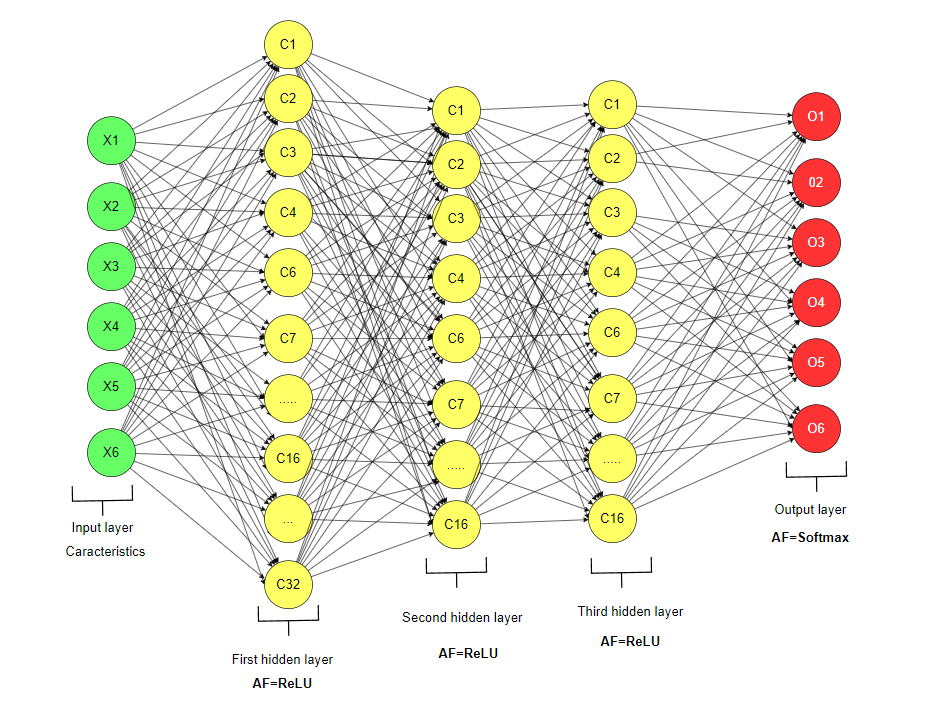 X1
X2
X3
X4
X5
X6
Input layer
Caracteristics
C1
C2
C3
C4
C6
C7
.....
C16
...
C32
First hidden layer
AF=ReLU
C1
C2
C3
C4
C6
C7
.....
C16
Second hidden layer
AF=ReLU
C1
C2
C3
C4
C6
C7
.....
C16
Third hidden layer
AF=ReLU
O1
02
O3
O4
O5
O6
Output layer
AF=Softmax